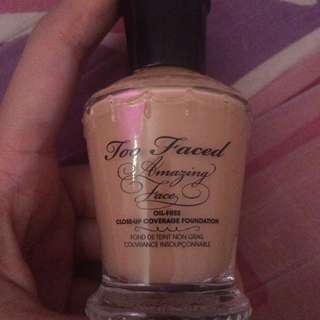 Too Faced
Amazing
Face
OIL-FREE
CLOSE-UP COVERAGE FOUNDATION
FOND DE TEINT NON GRAS
COUVRANCE INSOUPÇONNABLE